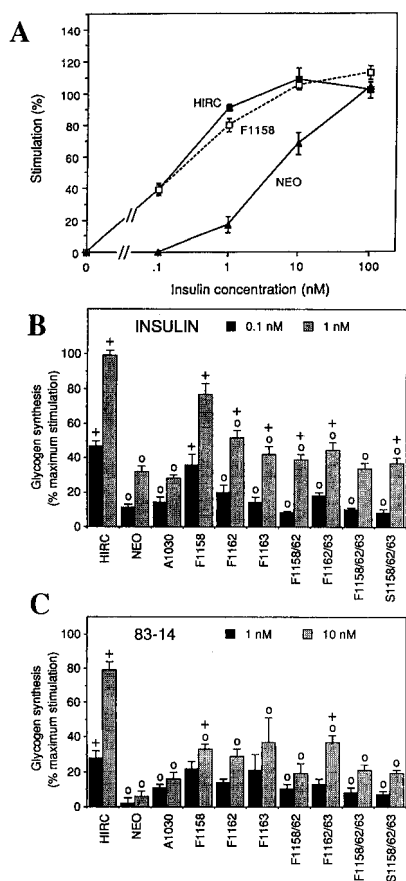 A
Stimulation (%)
140
120
100
80
60
40
20
0
HIRC
F1158
NEO
0 .1 1 10 100
Insulin concentration (nM)
B
INSULIN 0.1 nM 1 nM
Glycogen synthesis
(% maximum stimulation)
100
80
60
40
20
0
+ + o o o o + + o + o + o + o + o + o o o + o
HIRC NEO A1030 F1158 F1162 F1163 F1158/62 F1162/63 F1158/62/63 S1158/62/63
C
83-14 1 nM 10 nM
Glycogen synthesis
(% maximum stimulation)
80
60
40
20
0
+ + o o o o + o o o o o + o o o o o
HIRC NEO A1030 F1158 F1162 F1163 F1158/62 F1162/63 F1158/62/63 S1158/62/63